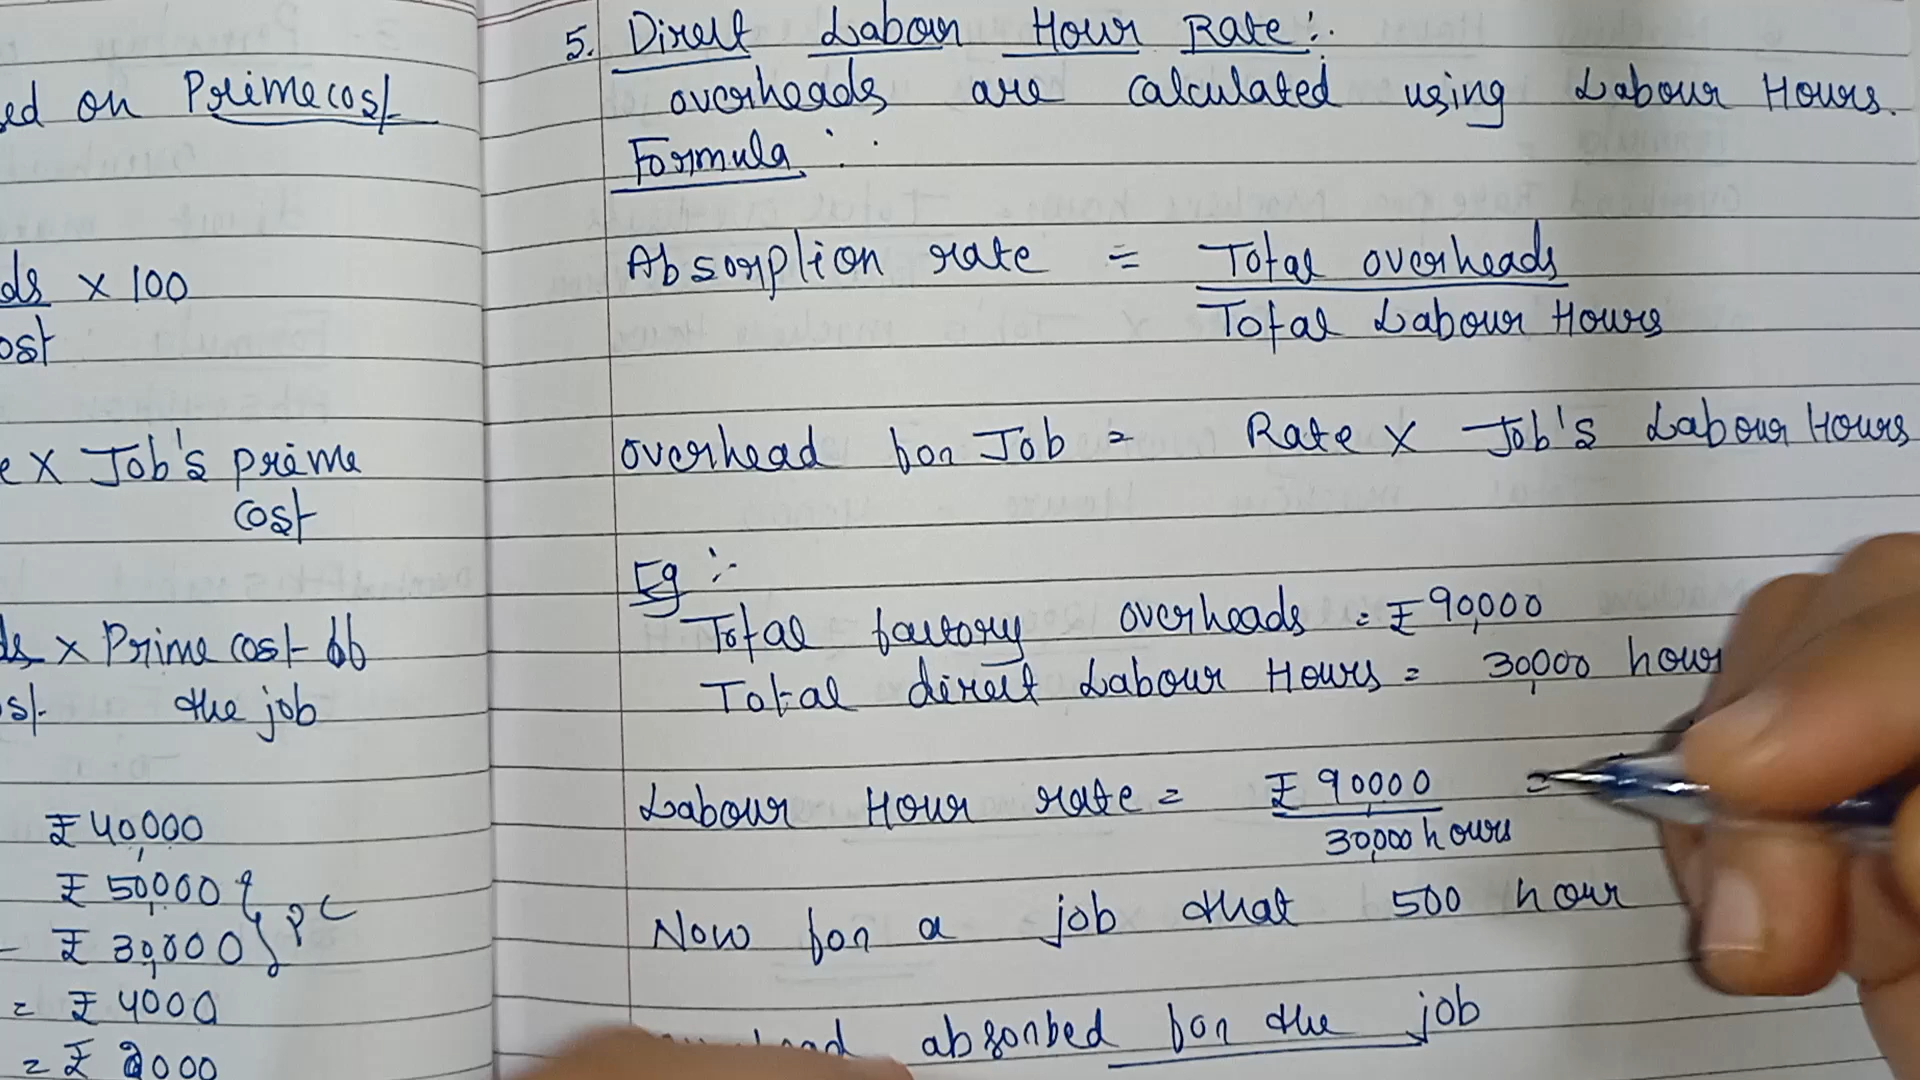 ed on Prime cost
ds × 100
ost
e × Job's prime
cost
ds × Prime cost of
st. the job
₹ 40,000
₹ 50,000
= ₹ 30,000 } PC
= ₹ 4000
= ₹ 2000
5. Direct Labour Hour Rate :-
overheads are calculated using Labour Hours.
Formula :-
Absorption rate = Total overheads
Total Labour Hours
overhead for Job = Rate × Job's Labour Hours
Eg :-
Total factory overheads = ₹ 90,000
Total direct Labour Hours = 30,000 hour
Labour Hour rate = ₹ 90,000 =
30,000 hours
Now for a job that 500 hour
absorbed for the job